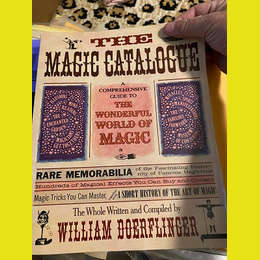 THE
MAGIC CATALOGUE
A
COMPREHENSIVE
GUIDE TO
THE
WONDERFUL
WORLD OF
MAGIC
RARE MEMORABILIA of the Fascinating Frater-
nity of Famous Magicians
Hundreds of Magical Effects You Can Buy and Collect
Magic Tricks You Can Master, A SHORT HISTORY OF THE ART OF MAGIC
The Whole Written and Compiled by
WILLIAM DOERFLINGER